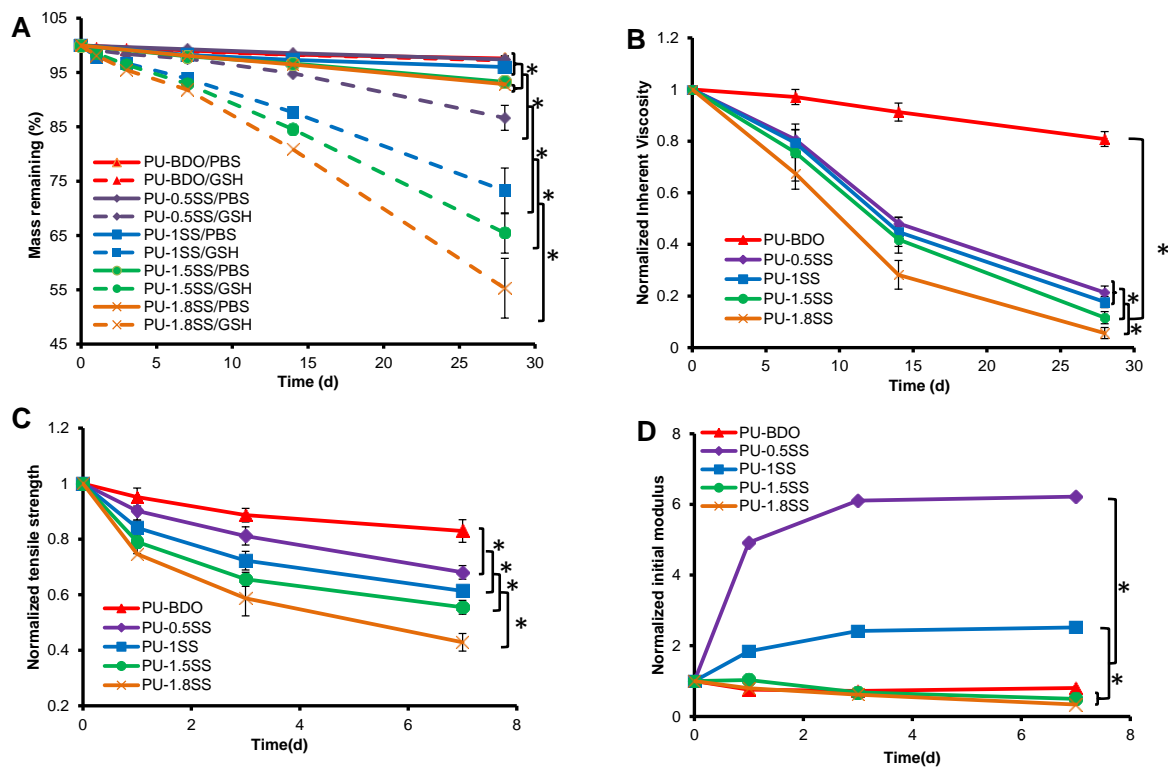 A
Mass remaining (%)
105
95
85
75
65
55
45
PU-BDO/PBS
PU-BDO/GSH
PU-0.5SS/PBS
PU-0.5SS/GSH
PU-1SS/PBS
PU-1SS/GSH
PU-1.5SS/PBS
PU-1.5SS/GSH
PU-1.8SS/PBS
PU-1.8SS/GSH
*
*
*
*
*
0 5 10 15 20 25 30
Time (d)
B
Normalized Inherent Viscosity
1.2
1
0.8
0.6
0.4
0.2
0
PU-BDO
PU-0.5SS
PU-1SS
PU-1.5SS
PU-1.8SS
*
*
*
0 5 10 15 20 25 30
Time (d)
C
Normalized tensile strength
1.2
1
0.8
0.6
0.4
0.2
PU-BDO
PU-0.5SS
PU-1SS
PU-1.5SS
PU-1.8SS
*
*
*
*
0 2 4 6 8
Time(d)
D
Normalized initial modulus
8
6
4
2
0
PU-BDO
PU-0.5SS
PU-1SS
PU-1.5SS
PU-1.8SS
*
*
0 2 4 6 8
Time(d)